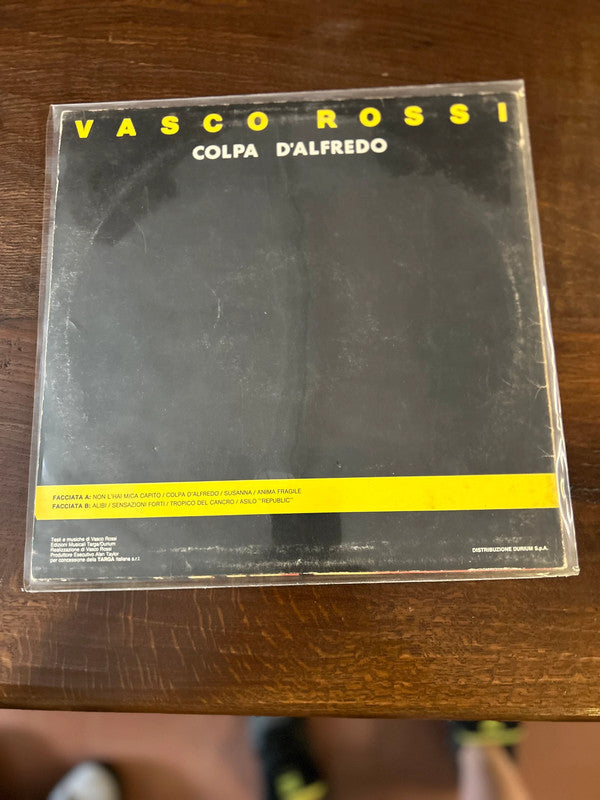 VASCO ROSSI
COLPA D'ALFREDO
FACCIATA A: NON L'HAI MICA CAPITO / COLPA D'ALFREDO / SUSANNA / ANIMA FRAGILE
FACCIATA B: ALIBI / SENSAZIONI FORTI / TROPICO DEL CANCRO / ASILO "REPUBLIC"
Testi e musiche di Vasco Rossi
Edizioni Musicali Targa/Durium
Realizzazione di Vasco Rossi
Produttore Esecutivo Alan Taylor
per concessione della TARGA Italiana s.r.l.
DISTRIBUZIONE DURIUM S.p.A.